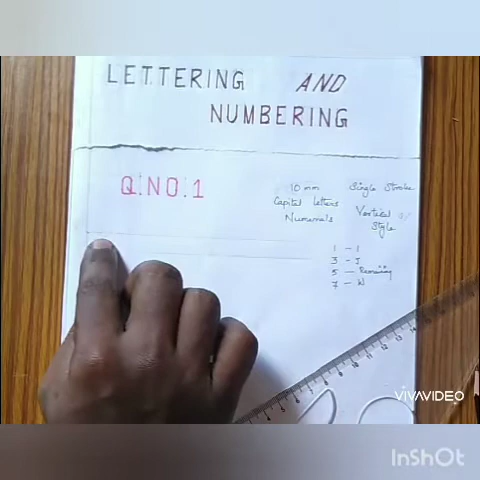 LETTERING AND
NUMBERING
Q.NO.1
10 mm Single Stroke
Capital Letters
Numerals
Vertical
Style
1 - I
3 - J
5 - Remaining
7 - W
VIVAVIDEO
InShOt